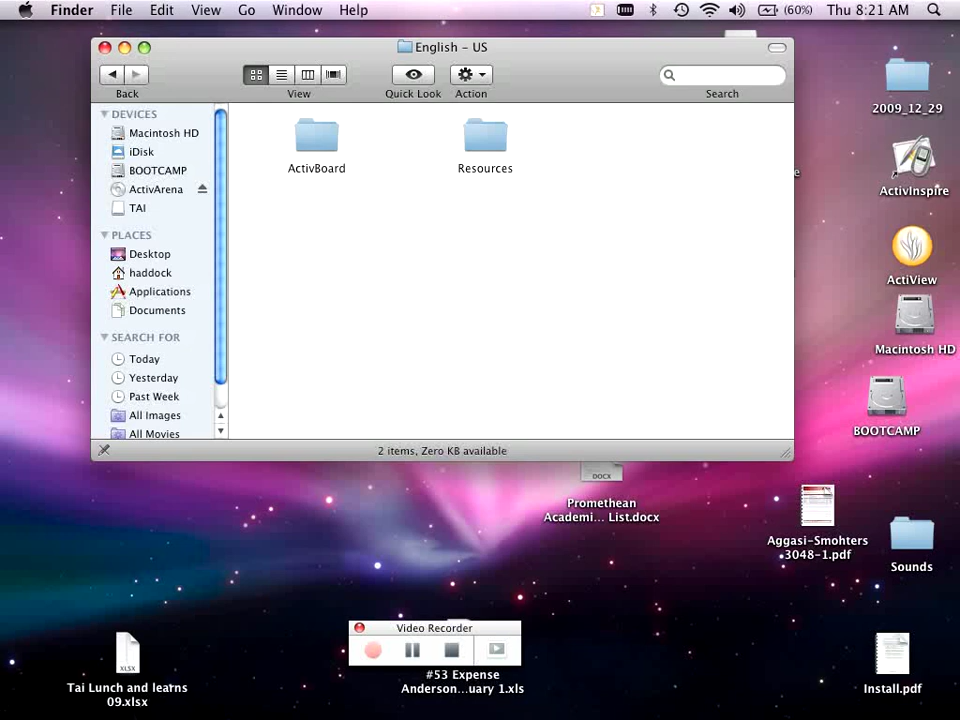 Finder File Edit View Go Window Help (60%) Thu 8:21 AM
English - US
Back View Quick Look Action Search
DEVICES
Macintosh HD
iDisk
BOOTCAMP
ActivArena
TAI
PLACES
Desktop
haddock
Applications
Documents
SEARCH FOR
Today
Yesterday
Past Week
All Images
All Movies
ActivBoard
Resources
2 items, Zero KB available
2009_12_29
ActivInspire
e
ActiView
Macintosh HD
BOOTCAMP
DOCX
Promethean
Academi... List.docx
Aggasi-Smohters
3048-1.pdf
Sounds
Video Recorder
#53 Expense
Anderson...uary 1.xls
XLSX
Tai Lunch and learns
09.xlsx
Install.pdf